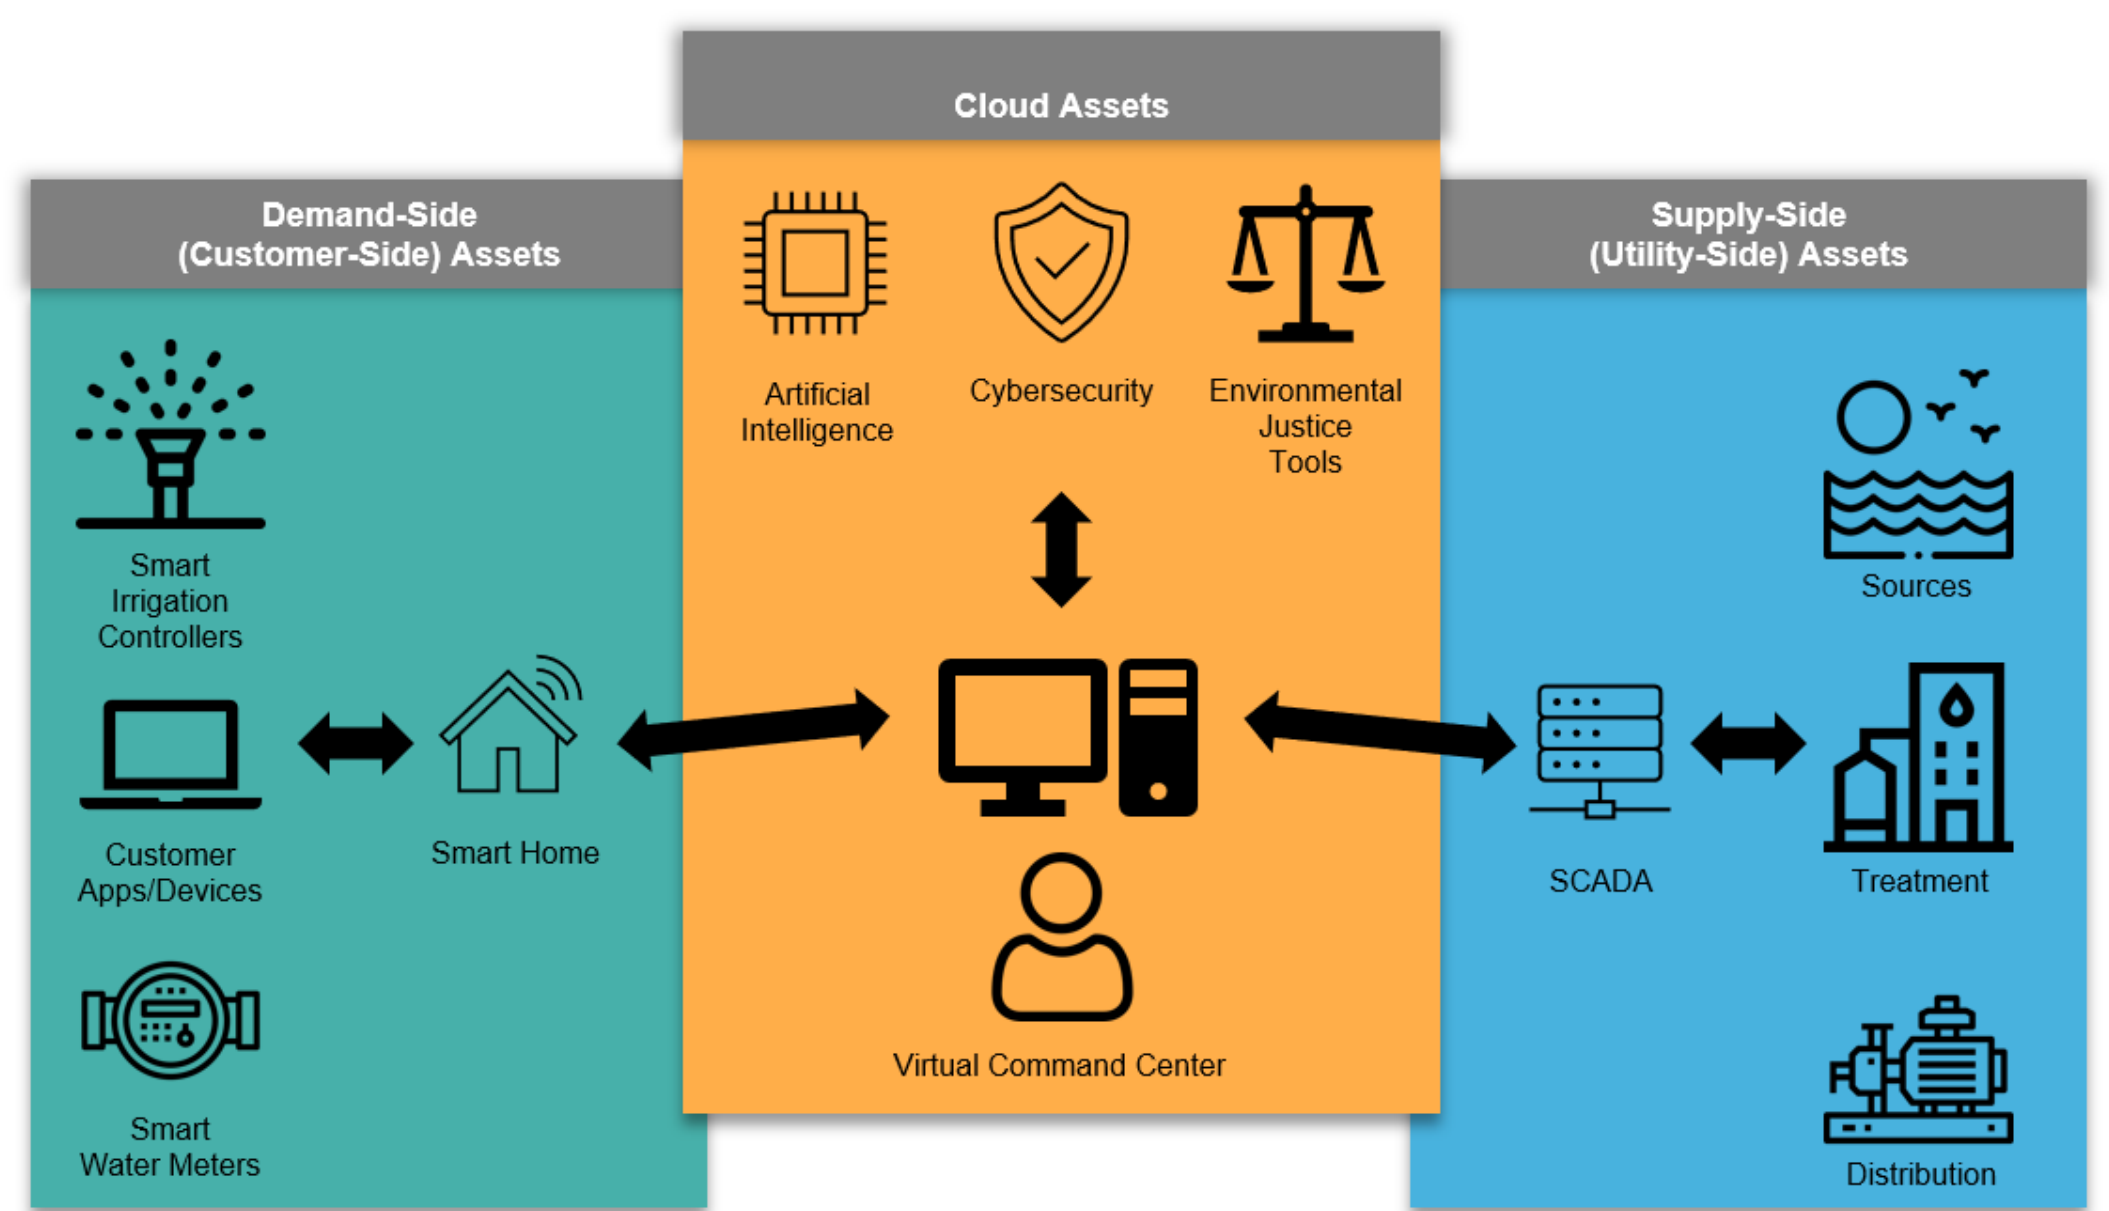 Cloud Assets
Demand-Side
(Customer-Side) Assets
Supply-Side
(Utility-Side) Assets
Artificial
Intelligence
Cybersecurity
Environmental
Justice
Tools
Smart
Irrigation
Controllers
Sources
Customer
Apps/Devices
Smart Home
SCADA
Treatment
Virtual Command Center
Smart
Water Meters
Distribution